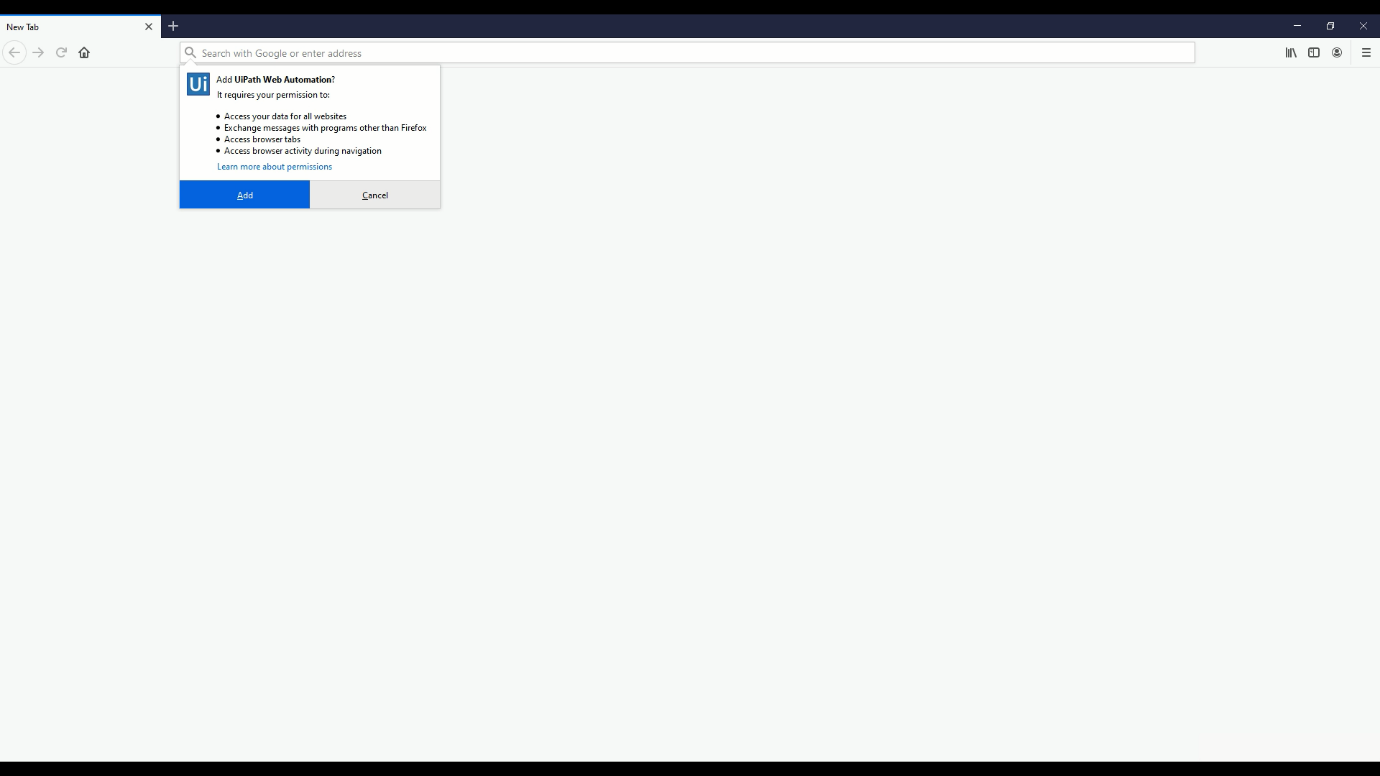 New Tab
Search with Google or enter address
Ui
Add UiPath Web Automation?
It requires your permission to:
• Access your data for all websites
• Exchange messages with programs other than Firefox
• Access browser tabs
• Access browser activity during navigation
Learn more about permissions
Add
Cancel